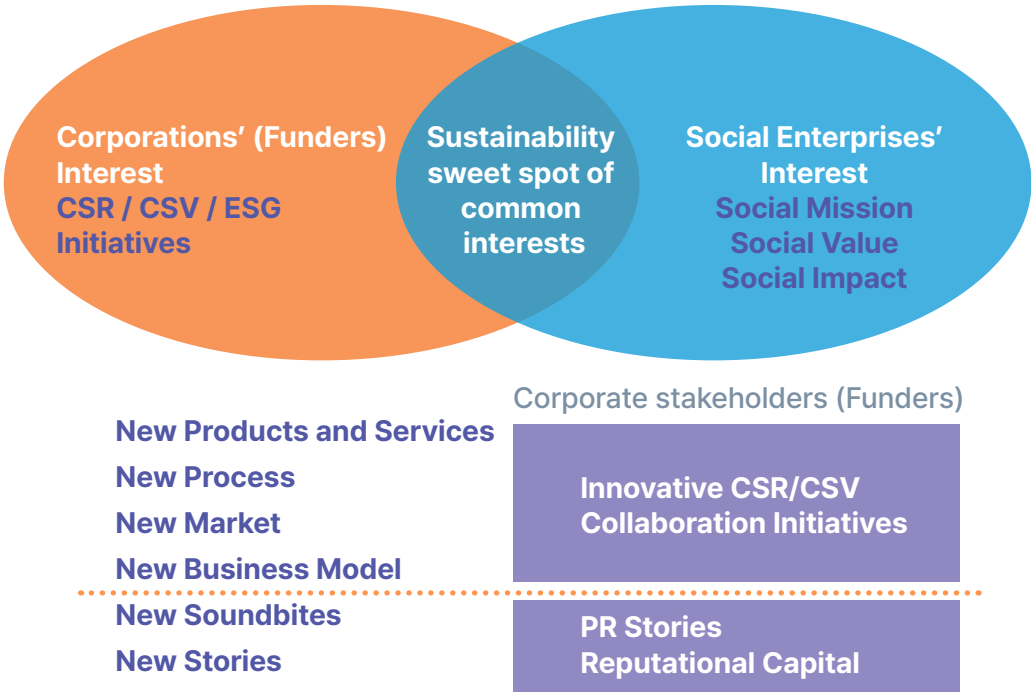 Corporations’ (Funders)
Interest
CSR / CSV / ESG
Initiatives
Sustainability
sweet spot of
common
interests
Social Enterprises’
Interest
Social Mission
Social Value
Social Impact
Corporate stakeholders (Funders)
New Products and Services
New Process
New Market
New Business Model
Innovative CSR/CSV
Collaboration Initiatives
New Soundbites
New Stories
PR Stories
Reputational Capital